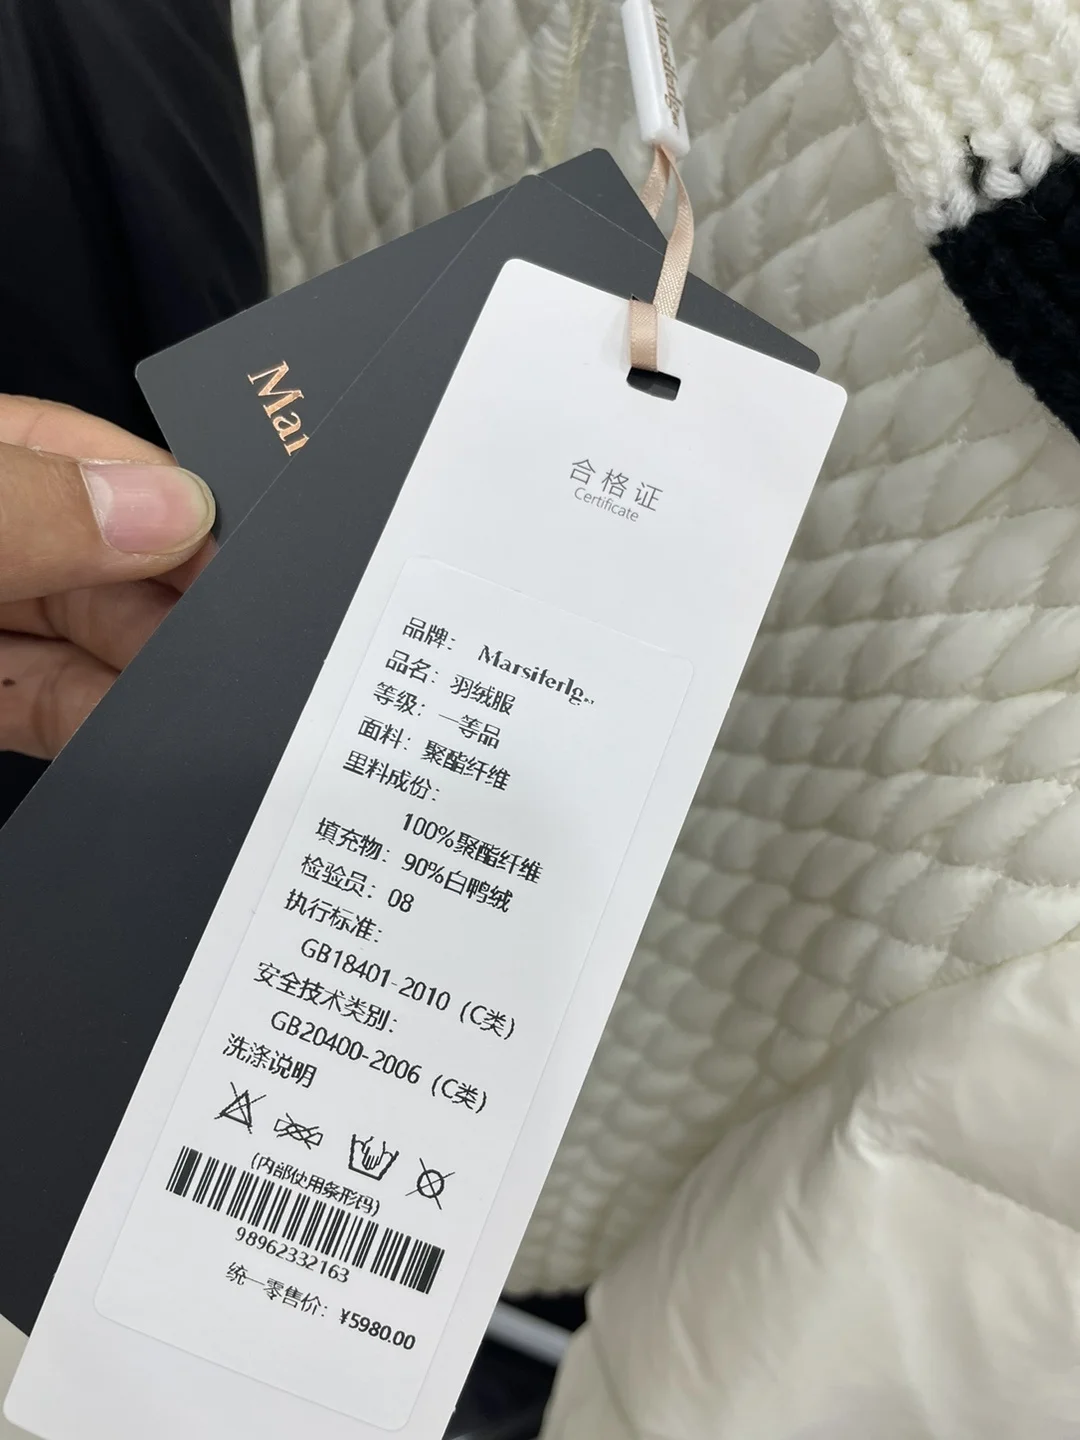 Marsiferlg™
Mar
合格证
Certificate
品牌： Marsiferlg™
品名：羽绒服
等级：一等品
面料：聚酯纤维
里料成份：
100%聚酯纤维
填充物：90%白鸭绒
检验员：08
执行标准：
GB18401-2010（C类）
安全技术类别：
GB20400-2006（C类）
洗涤说明
（内部使用条形码）
98962332163
统一零售价：¥5980.00